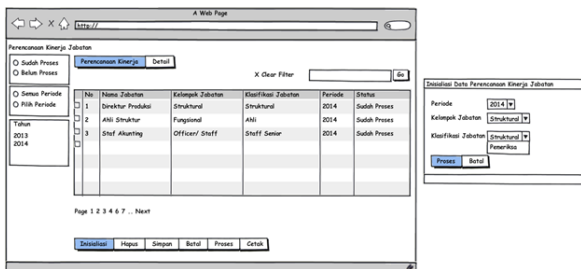 A Web Page
http://
Perencanaan Kinerja Jabatan
Sudah Proses
Belum Proses
Semua Periode
Pilih Periode
Tahun
2013
2014
Perencanaan Kinerja Detail
X Clear Filter Go
No Nama Jabatan Kelompok Jabatan Klasifikasi Jabatan Periode Status
1 Direktur Produksi Struktural Struktural 2014 Sudah Proses
2 Ahli Struktur Fungsional Ahli 2014 Sudah Proses
3 Staf Akunting Officer/ Staff Staff Senior 2014 Sudah Proses
Page 1 2 3 4 6 7 .. Next
Inisialiasi Hapus Simpan Batal Proses Cetak
Inisialiasi Data Perencanaan Kinerja Jabatan
Periode 2014
Kelompok Jabatan Struktural
Klasifikasi Jabatan Struktural
Pemeriksa
Proses Batal